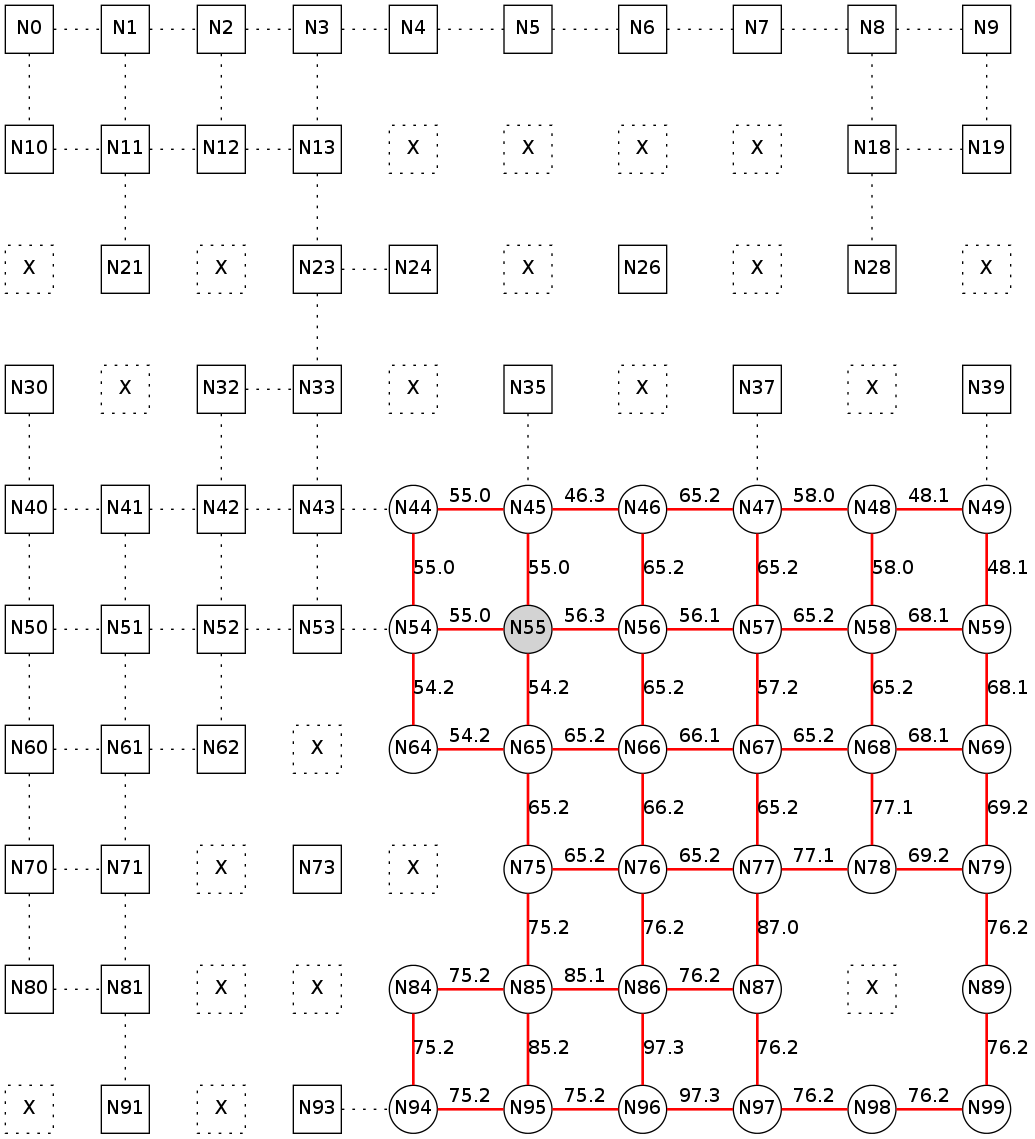 N0 N1 N2 N3 N4 N5 N6 N7 N8 N9
N10 N11 N12 N13 X X X X N18 N19
X N21 X N23 N24 X N26 X N28 X
N30 X N32 N33 X N35 X N37 X N39
55.0 46.3 65.2 58.0 48.1
N40 N41 N42 N43 N44 N45 N46 N47 N48 N49
55.0 55.0 65.2 65.2 58.0 48.1
55.0 56.3 56.1 65.2 68.1
N50 N51 N52 N53 N54 N55 N56 N57 N58 N59
54.2 54.2 65.2 57.2 65.2 68.1
54.2 65.2 66.1 65.2 68.1
N60 N61 N62 X N64 N65 N66 N67 N68 N69
65.2 66.2 65.2 77.1 69.2
65.2 65.2 77.1 69.2
N70 N71 X N73 X N75 N76 N77 N78 N79
75.2 76.2 87.0 76.2
75.2 85.1 76.2
N80 N81 X X N84 N85 N86 N87 X N89
75.2 85.2 97.3 76.2 76.2
75.2 75.2 97.3 76.2 76.2
X N91 X N93 N94 N95 N96 N97 N98 N99